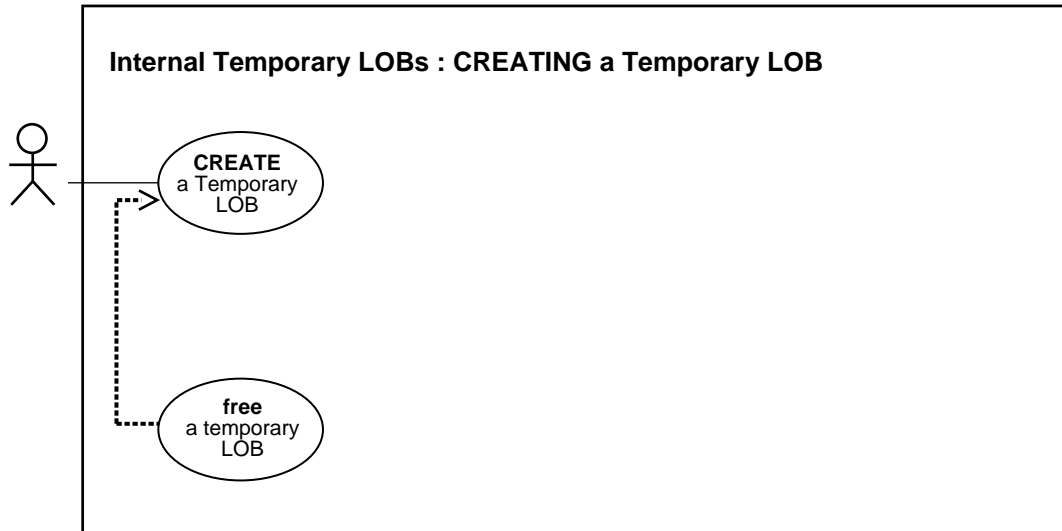 Internal Temporary LOBs : CREATING a Temporary LOB
CREATE
a Temporary
LOB
free
a temporary
LOB